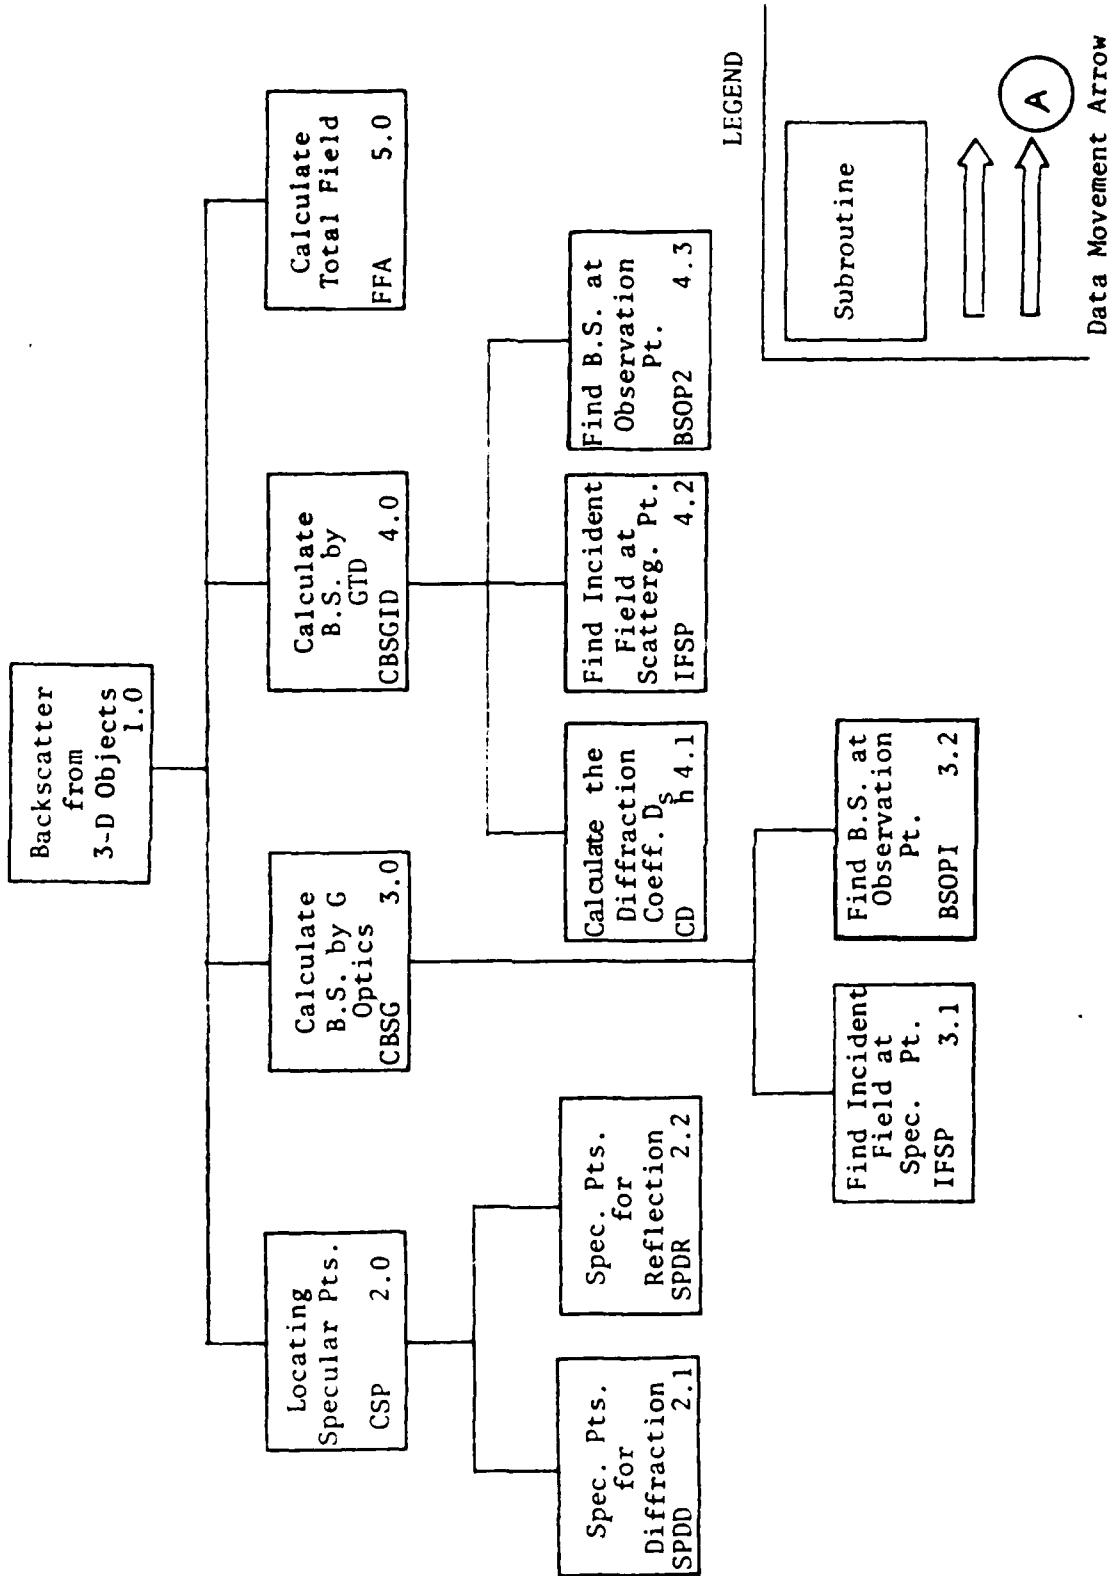 Backscatter
from
3-D Objects
1.0
Locating
Specular Pts.
CSP 2.0
Calculate
B.S. by G
Optics
CBSG 3.0
Calculate
B.S. by
GTD
CBSGID 4.0
Calculate
Total Field
FFA 5.0
Spec. Pts.
for
Diffraction
SPDD 2.1
Spec. Pts.
for
Reflection
SPDR 2.2
Calculate the
Diffraction
Coeff. Ds
CD h 4.1
Find Incident
Field at
Scatterg. Pt.
IFSP 4.2
Find B.S. at
Observation
Pt.
BSOP2 4.3
Find Incident
Field at
Spec. Pt.
IFSP 3.1
Find B.S. at
Observation
Pt.
BSOPI 3.2
LEGEND
Subroutine
A
Data Movement Arrow